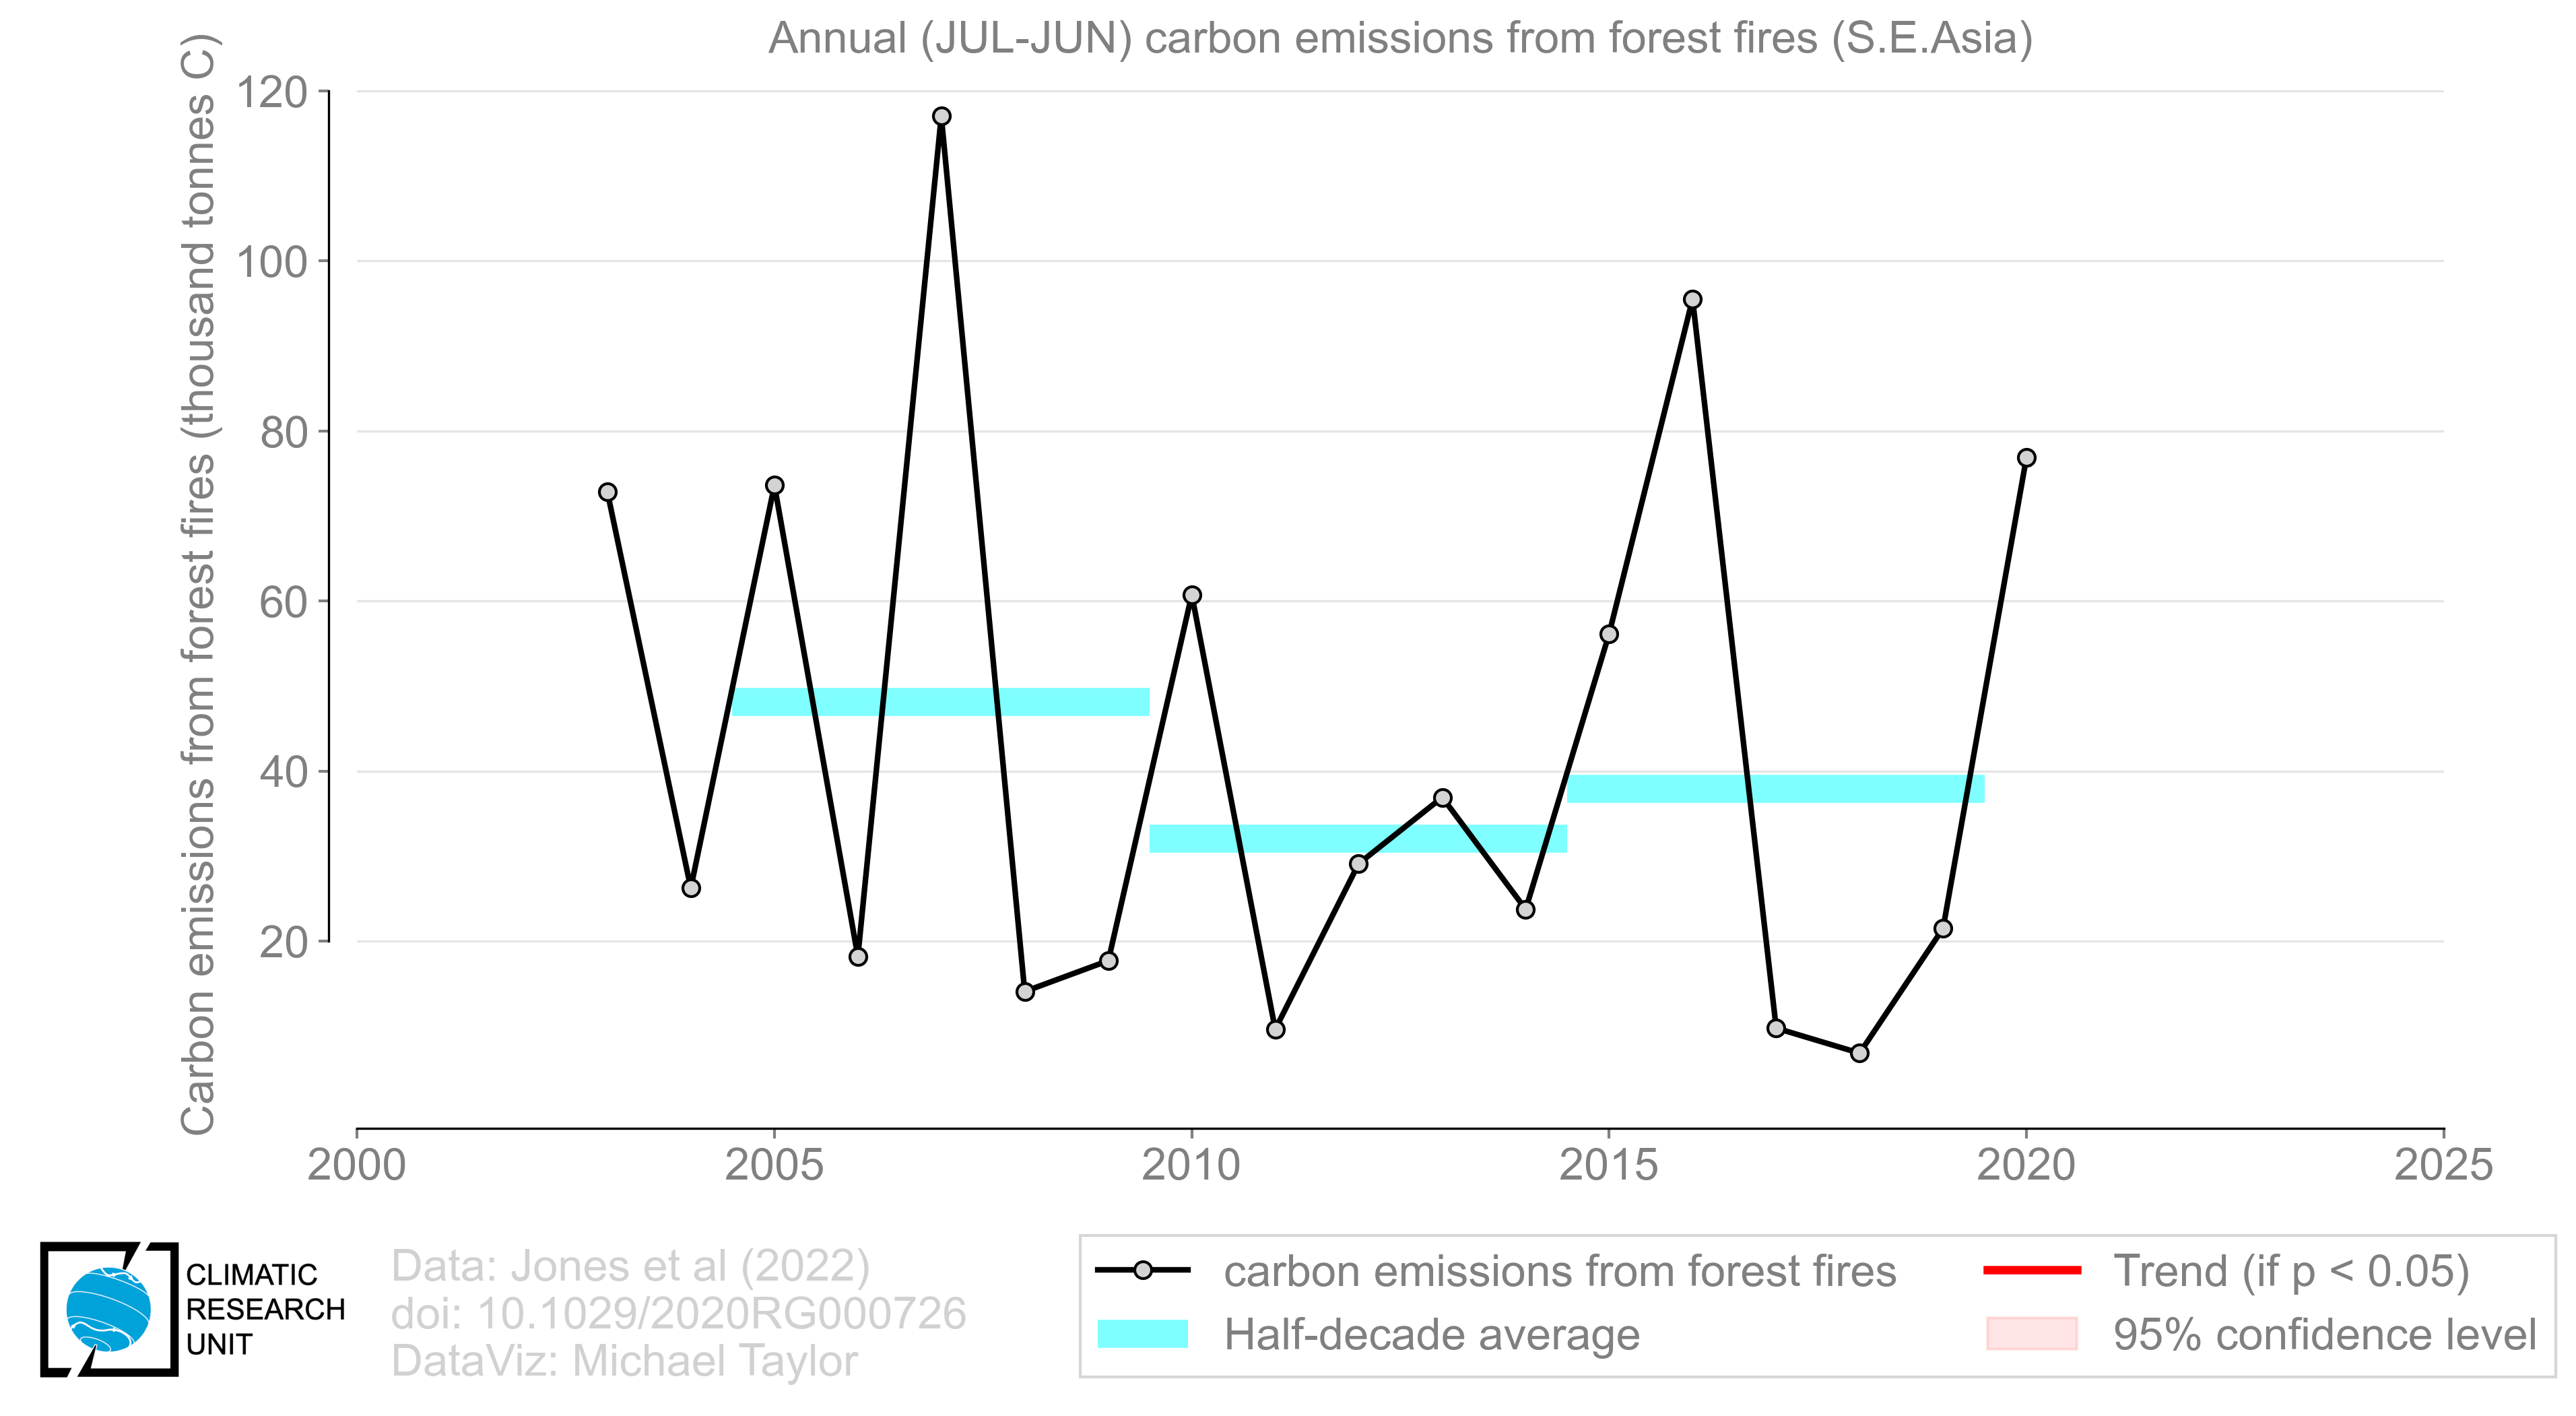 Annual (JUL-JUN) carbon emissions from forest fires (S.E.Asia)
Carbon emissions from forest fires (thousand tonnes C)
120
100
80
60
40
20
2000 2005 2010 2015 2020 2025
CLIMATIC
RESEARCH
UNIT
Data: Jones et al (2022)
doi: 10.1029/2020RG000726
DataViz: Michael Taylor
carbon emissions from forest fires
Half-decade average
Trend (if p < 0.05)
95% confidence level